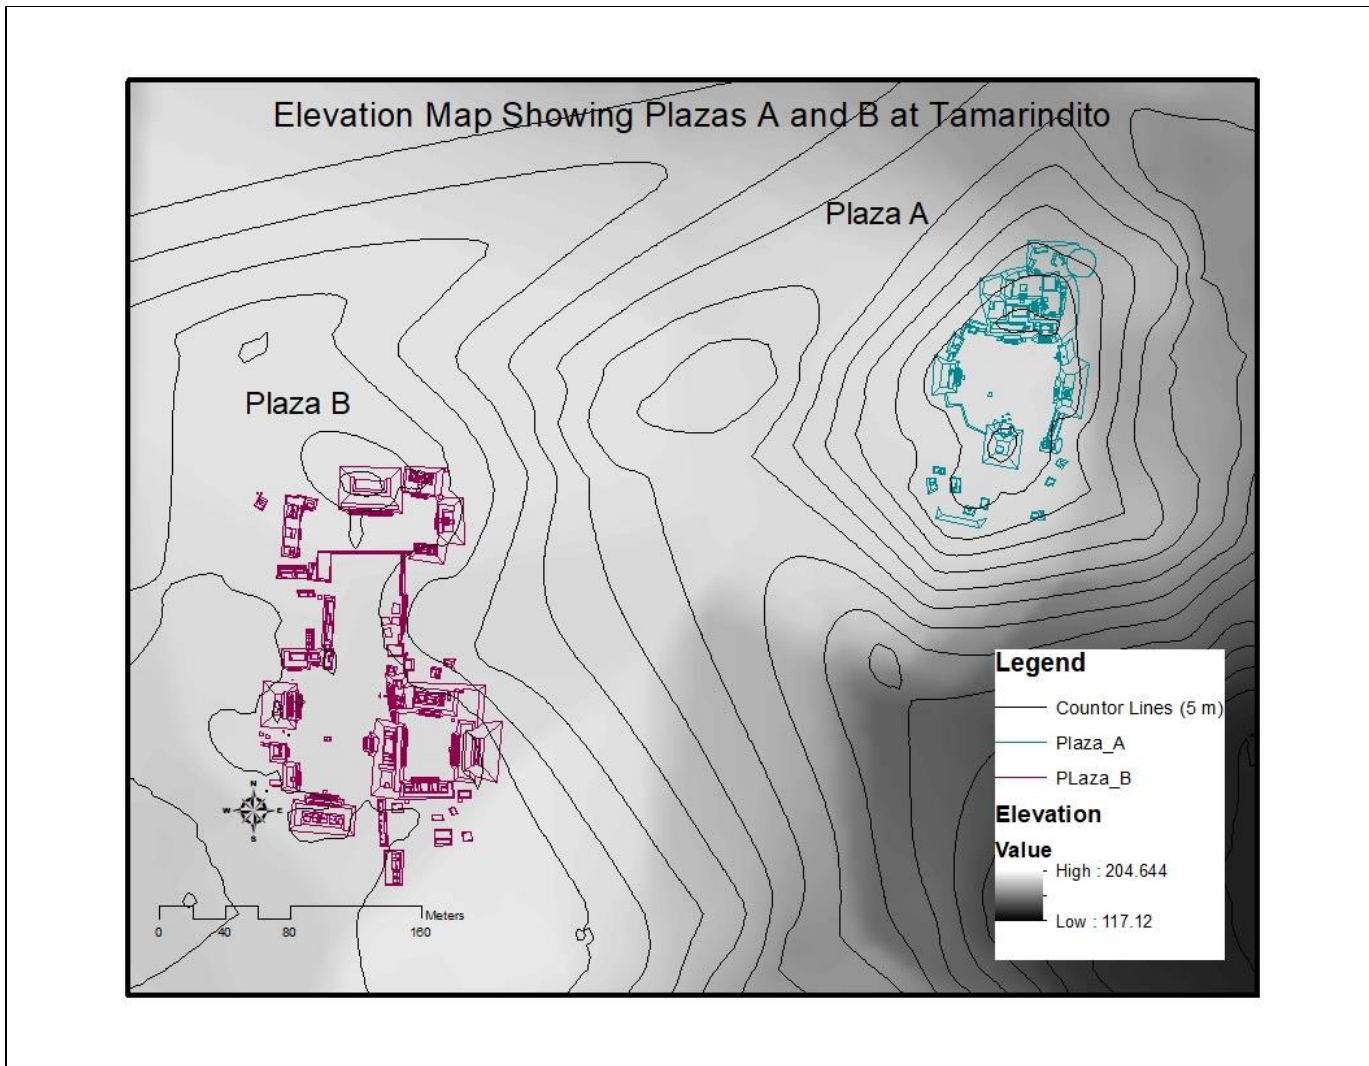 Elevation Map Showing Plazas A and B at Tamarindito
Plaza A
Plaza B
Legend
Countor Lines (5 m)
Plaza_A
PLaza_B
Elevation
Value
High : 204.644
Low : 117.12
N
W E
S
Meters
0 40 80 160